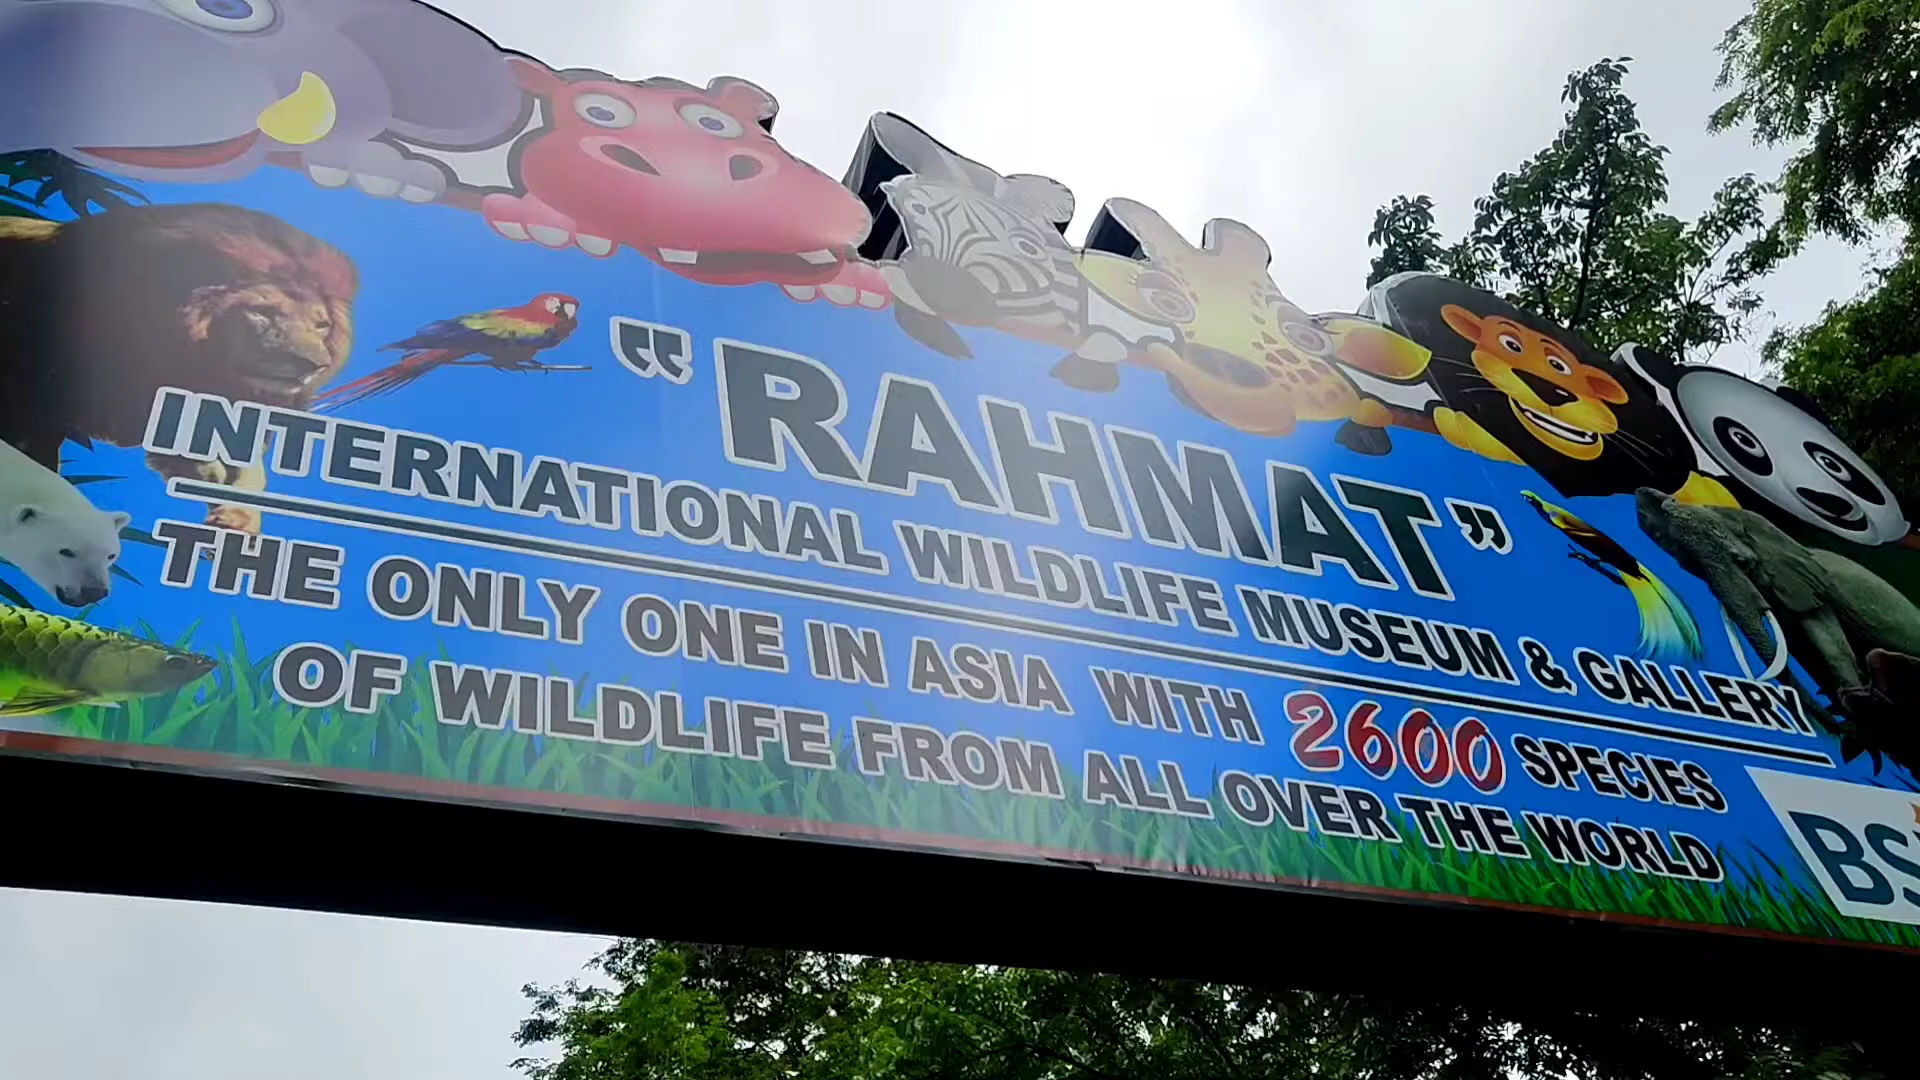 "RAHMAT"
INTERNATIONAL WILDLIFE MUSEUM & GALLERY
THE ONLY ONE IN ASIA WITH 2600 SPECIES
OF WILDLIFE FROM ALL OVER THE WORLD